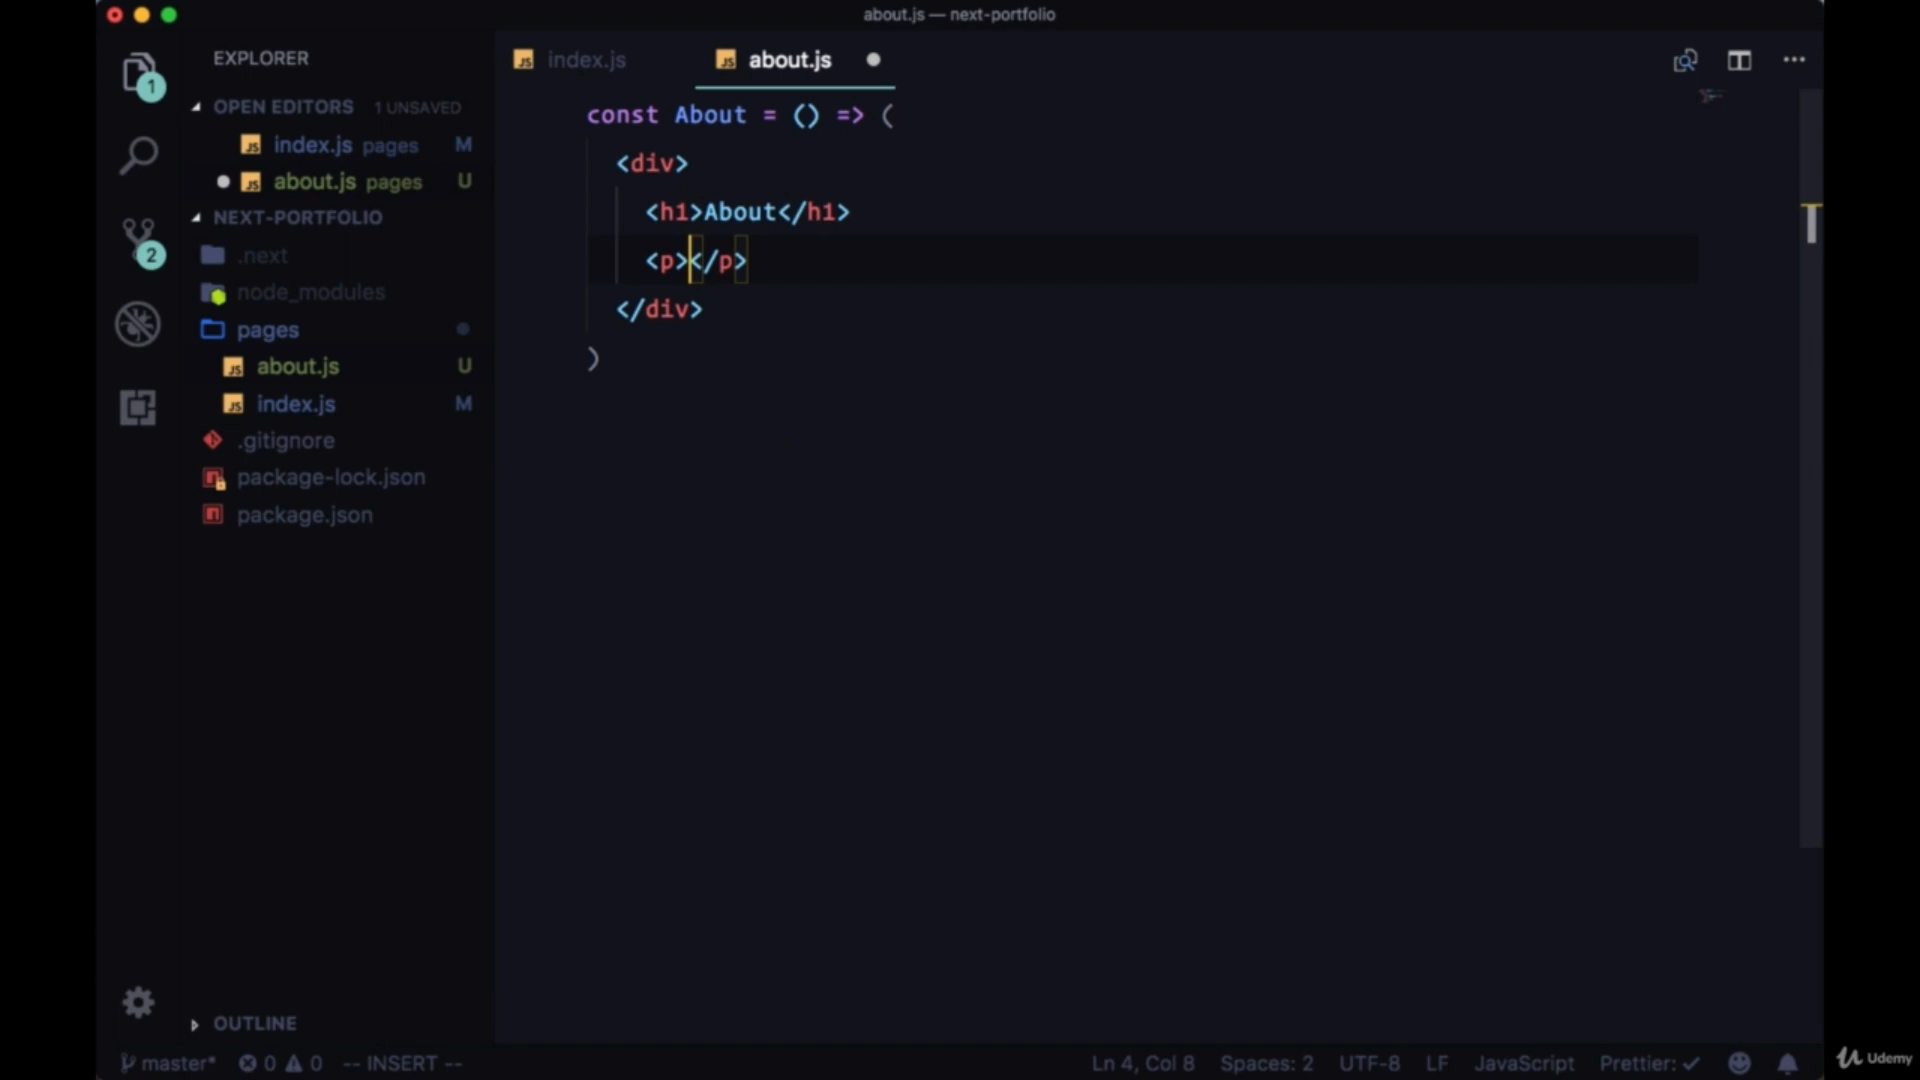 about.js — next-portfolio
EXPLORER
index.js
about.js
OPEN EDITORS 1 UNSAVED
index.js pages M
about.js pages U
NEXT-PORTFOLIO
.next
node_modules
pages
about.js U
index.js M
.gitignore
package-lock.json
package.json
OUTLINE
1
2
const About = () => (
<div>
<h1>About</h1>
<p></p>
</div>
)
master* 0 0 -- INSERT --
Ln 4, Col 8 Spaces: 2 UTF-8 LF JavaScript Prettier: ✓
Udemy